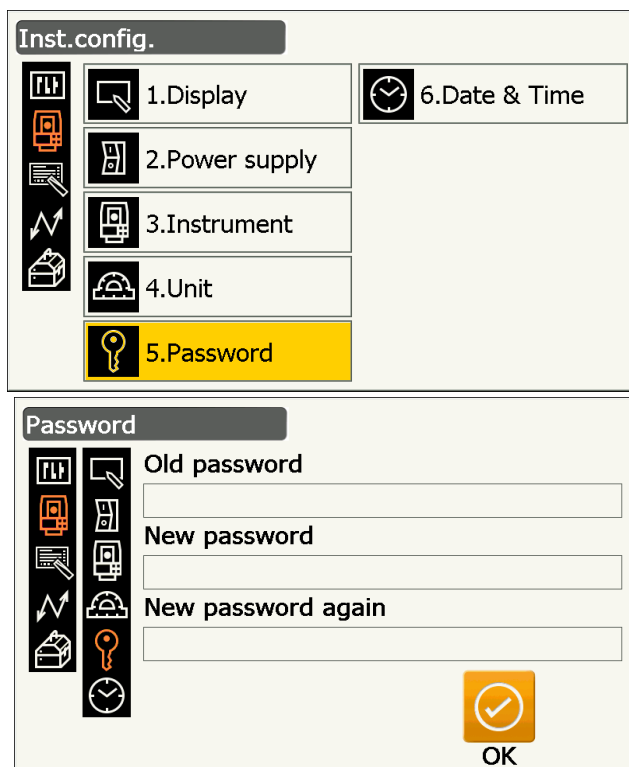 Inst.config.
1.Display
6.Date & Time
2.Power supply
3.Instrument
4.Unit
5.Password
Password
Old password
New password
New password again
OK